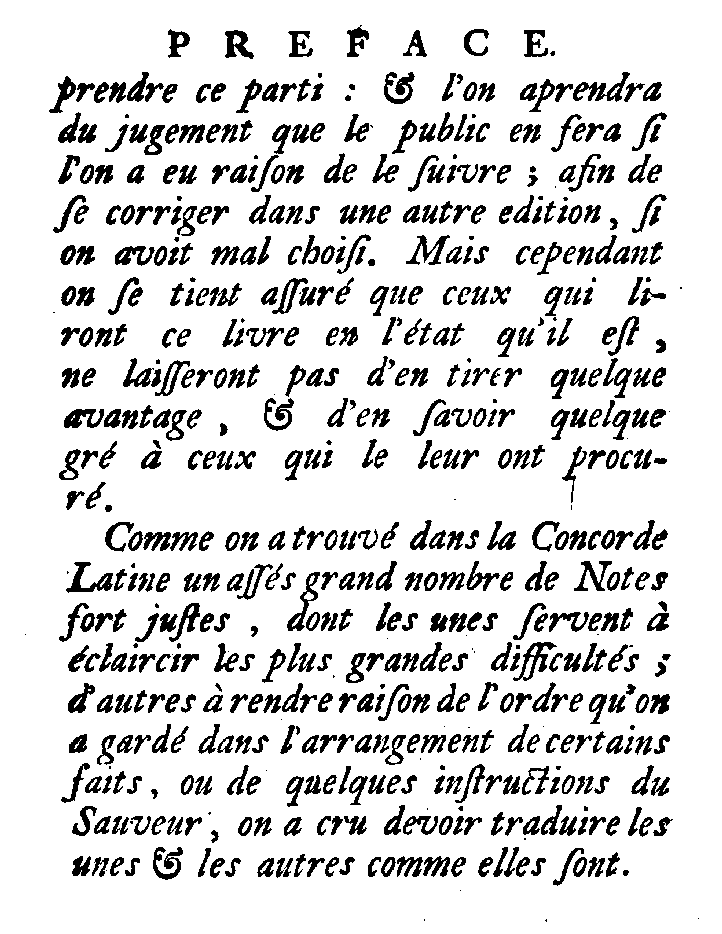 PREFACE.
prendre ce parti : & l'on aprendra
du jugement que le public en fera ſi
l'on a eu raiſon de le ſuivre ; afin de
ſe corriger dans une autre edition, ſi
on avoit mal choiſi. Mais cependant
on ſe tient aſſuré que ceux qui li-
ront ce livre en l'état qu'il eſt ,
ne laiſſeront pas d'en tirer quelque
avantage , & d'en ſavoir quelque
gré à ceux qui le leur ont procu-
ré.
Comme on a trouvé dans la Concorde
Latine un aſſés grand nombre de Notes
fort juſtes , dont les unes ſervent à
éclaircir les plus grandes difficultés ;
d'autres à rendre raiſon de l'ordre qu'on
a gardé dans l'arrangement de certains
faits, ou de quelques inſtructions du
Sauveur, on a cru devoir traduire les
unes & les autres comme elles ſont.